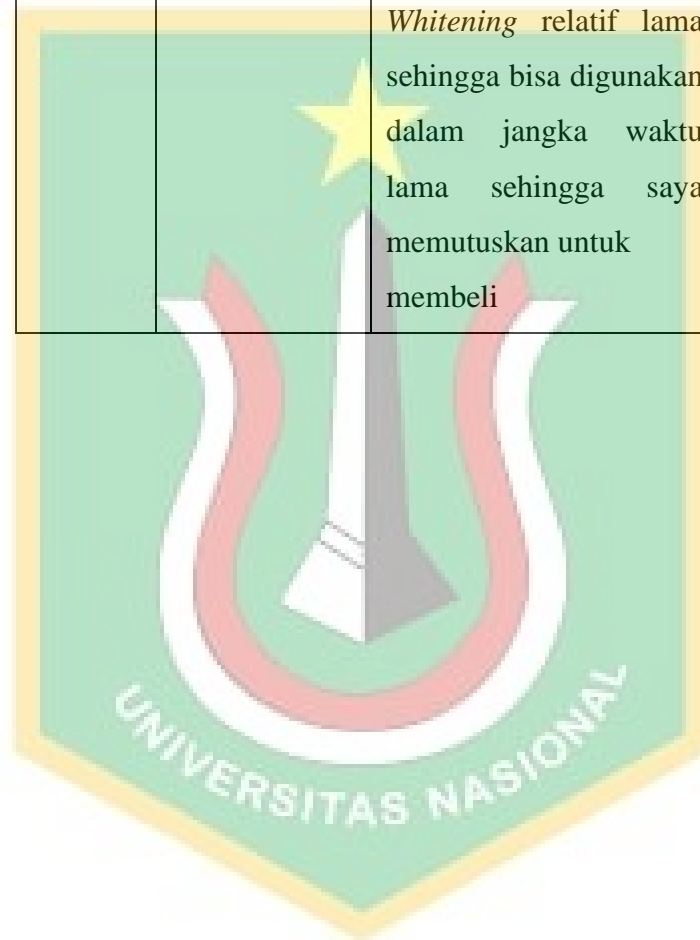 Whitening relatif lama
sehingga bisa digunakan
dalam jangka waktu
lama sehingga saya
memutuskan untuk
membeli
UNIVERSITAS NASIONAL